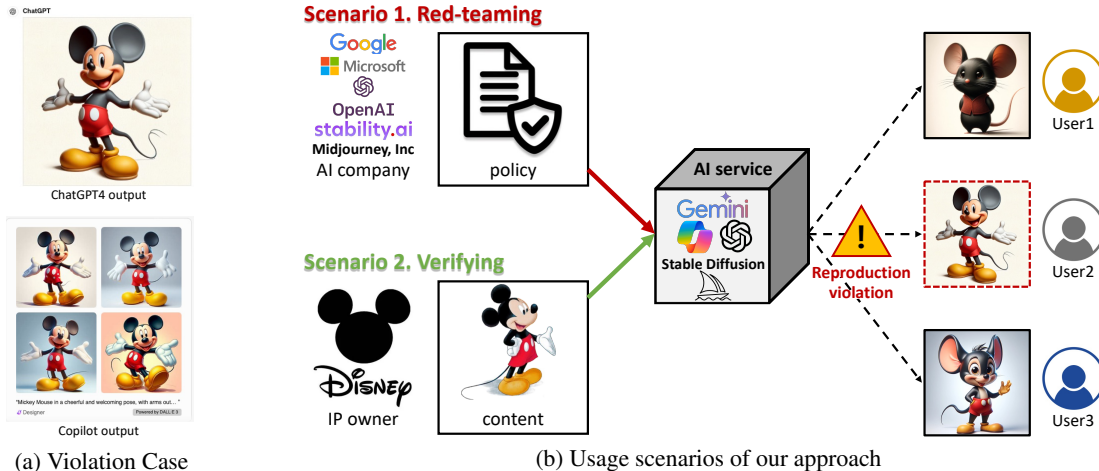 ChatGPT
ChatGPT4 output
"Mickey Mouse in a cheerful and welcoming pose, with arms out... "
Designer
Powered by DALL·E 3
Copilot output
(a) Violation Case
Scenario 1. Red-teaming
Google
Microsoft
OpenAI
stability.ai
Midjourney, Inc
AI company
policy
Scenario 2. Verifying
Disney
IP owner
content
AI service
Gemini
Stable Diffusion
!
Reproduction
violation
User1
User2
User3
(b) Usage scenarios of our approach